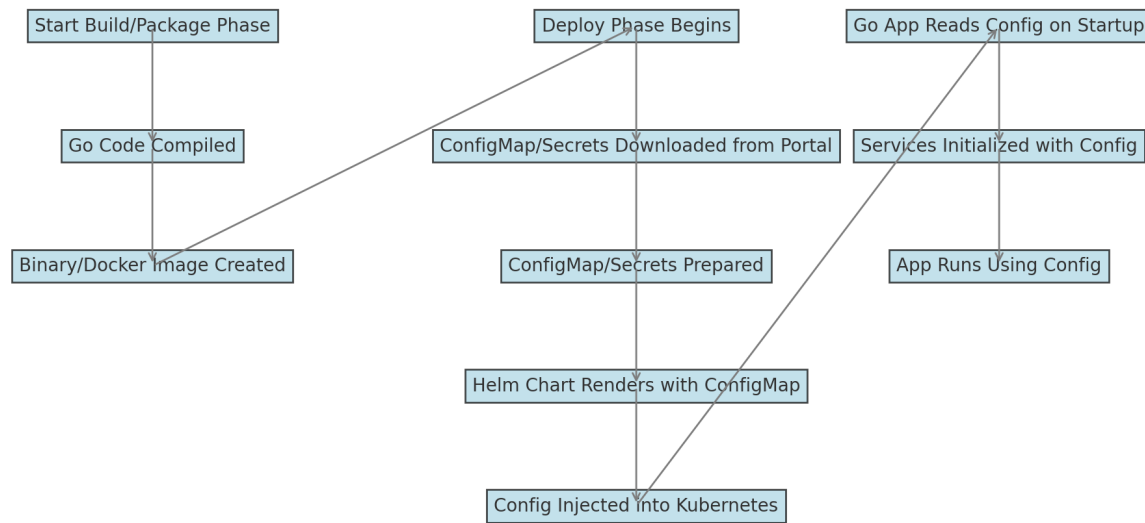 Start Build/Package Phase
Go Code Compiled
Binary/Docker Image Created
Deploy Phase Begins
ConfigMap/Secrets Downloaded from Portal
ConfigMap/Secrets Prepared
Helm Chart Renders with ConfigMap
Config Injected into Kubernetes
Go App Reads Config on Startup
Services Initialized with Config
App Runs Using Config